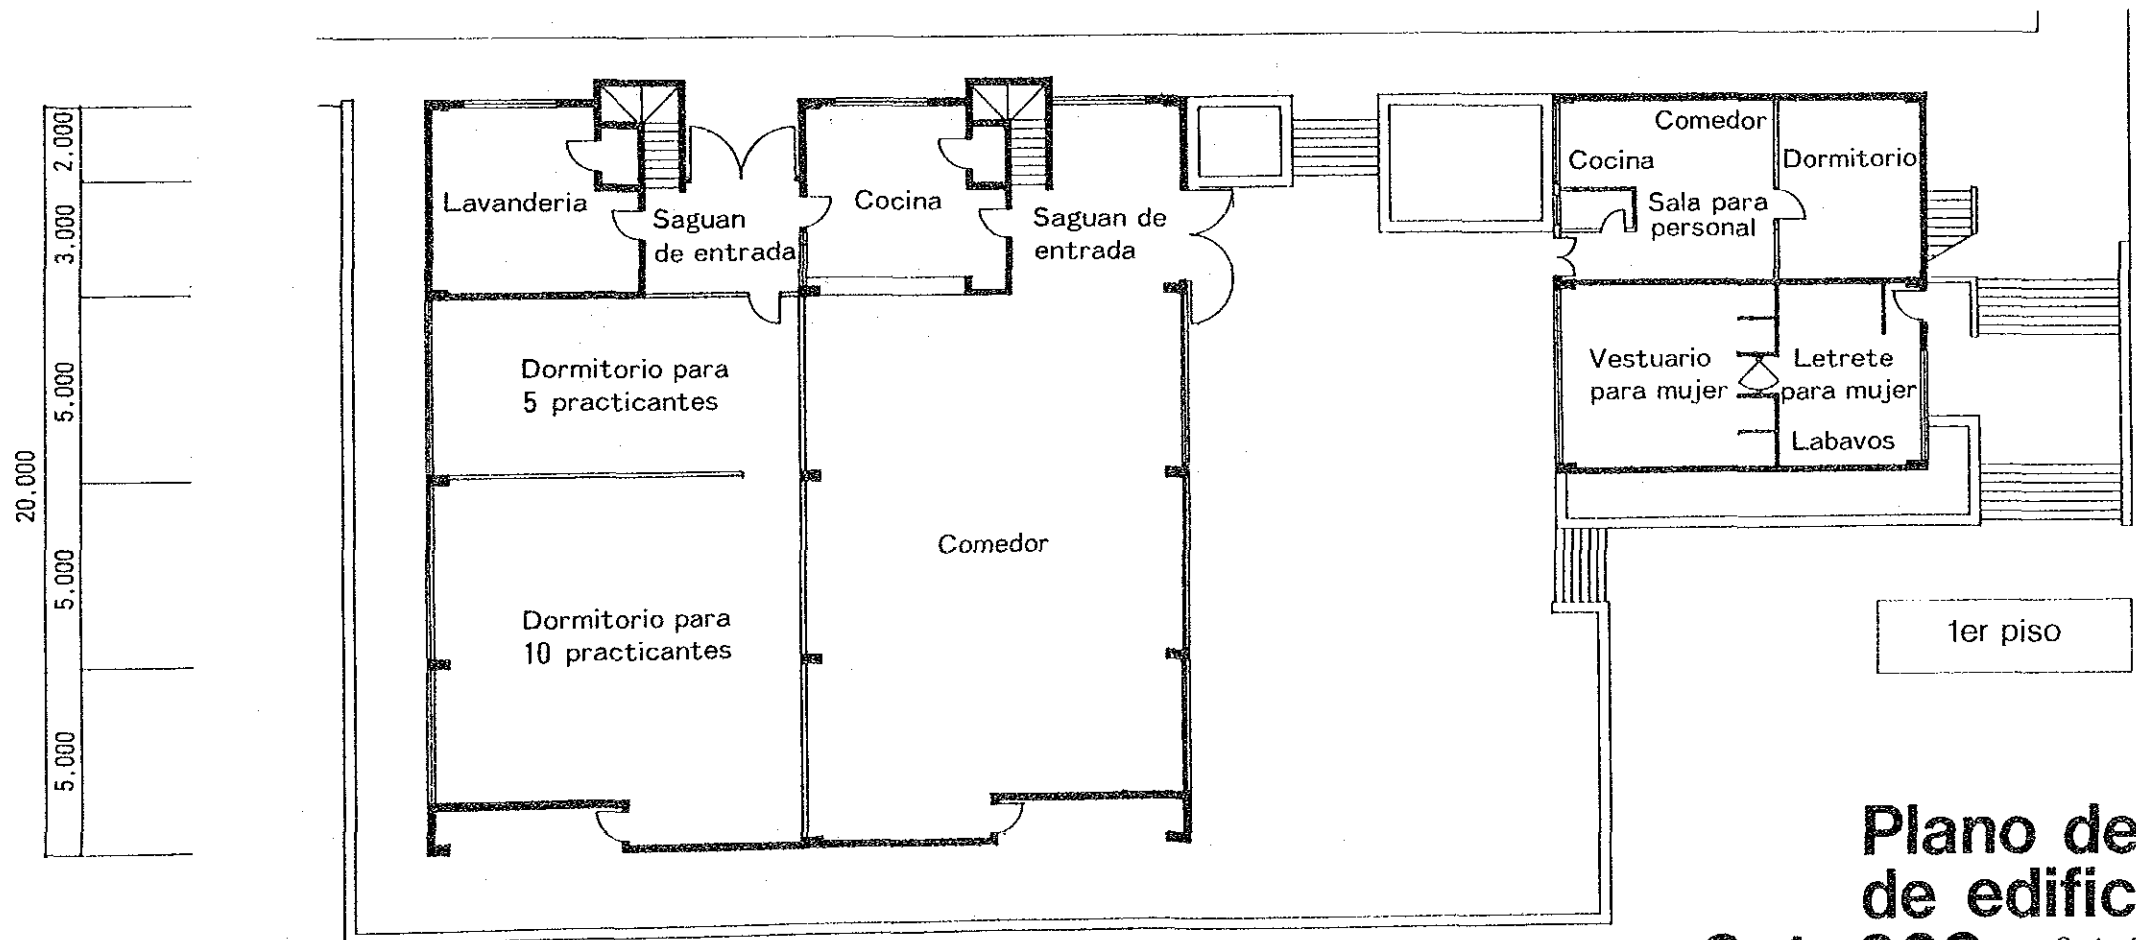 2.000
3.000
5.000
20.000
5.000
5.000
Lavanderia
Saguan
de entrada
Cocina
Saguan de
entrada
Comedor
Cocina
Dormitorio
Sala para
personal
Dormitorio para
5 practicantes
Vestuario
para mujer
Letrete
para mujer
Labavos
Comedor
Dormitorio para
10 practicantes
1er piso
Plano de
de edific